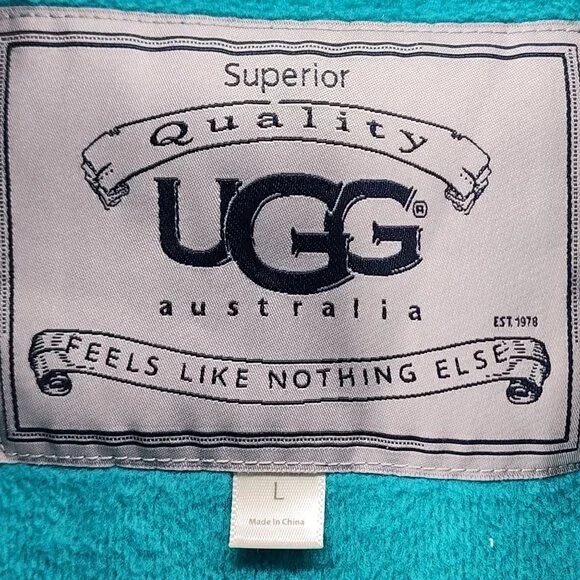 Superior
Quality
UGG®
australia
EST. 1978
FEELS LIKE NOTHING ELSE
L
Made in China